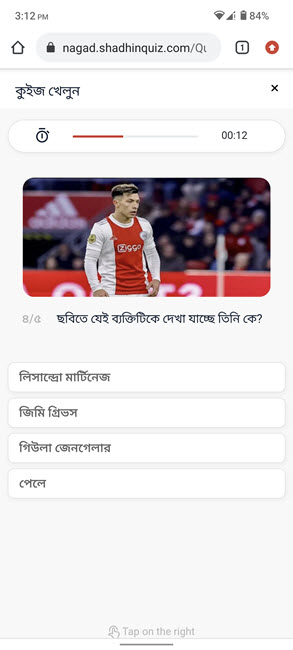 3:12 PM 84%
nagad.shadhinquiz.com/Qu 1
কুইজ খেলুন ×
00:12
adidas
Ziggo
৪/৫ ছবিতে যেই ব্যক্তিটিকে দেখা যাচ্ছে তিনি কে?
লিসান্দ্রো মার্টিনেজ
জিমি গ্রিভস
গিউলা জেনগেলার
পেলে
Tap on the right